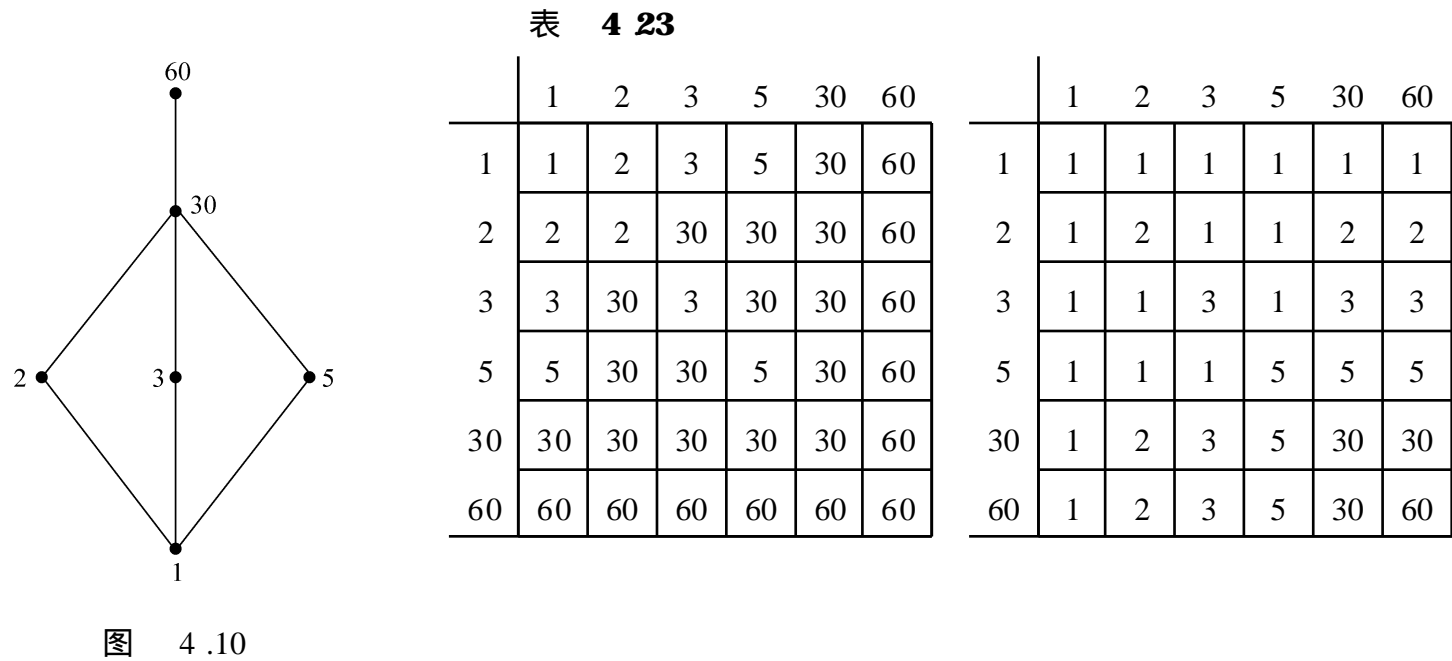 表 4 23
60
30
2
3
5
1
图 4 .10
1 2 3 5 30 60
1 1 2 3 5 30 60
2 2 2 30 30 30 60
3 3 30 3 30 30 60
5 5 30 30 5 30 60
30 30 30 30 30 30 60
60 60 60 60 60 60 60
1 2 3 5 30 60
1 1 1 1 1 1 1
2 1 2 1 1 2 2
3 1 1 3 1 3 3
5 1 1 1 5 5 5
30 1 2 3 5 30 30
60 1 2 3 5 30 60